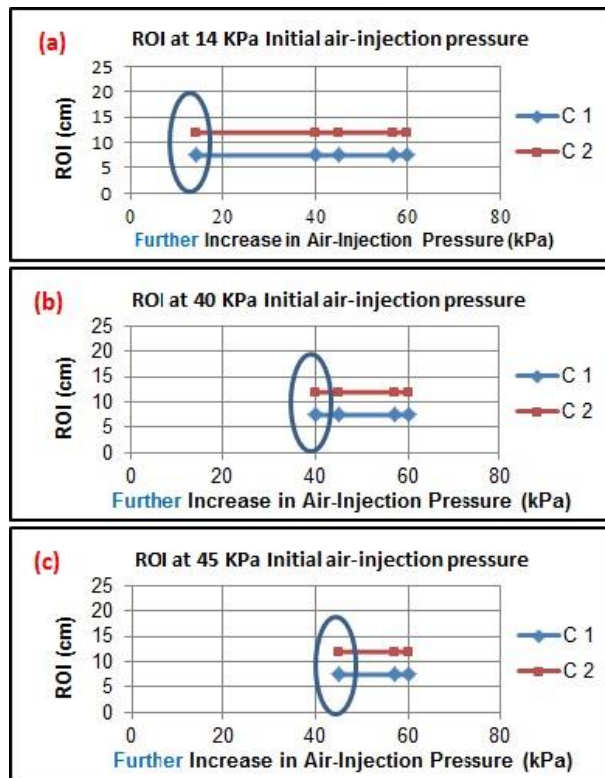 (a)
ROI at 14 KPa Initial air-injection pressure
25
20
15
10
5
0
ROI (cm)
0 20 40 60 80
Further Increase in Air-Injection Pressure (kPa)
C 1
C 2
(b)
ROI at 40 KPa Initial air-injection pressure
25
20
15
10
5
0
ROI (cm)
0 20 40 60 80
Further Increase in Air-Injection Pressure (kPa)
C 1
C 2
(c)
ROI at 45 KPa Initial air-injection pressure
25
20
15
10
5
0
ROI (cm)
0 20 40 60 80
Further Increase in Air-Injection Pressure (kPa)
C 1
C 2